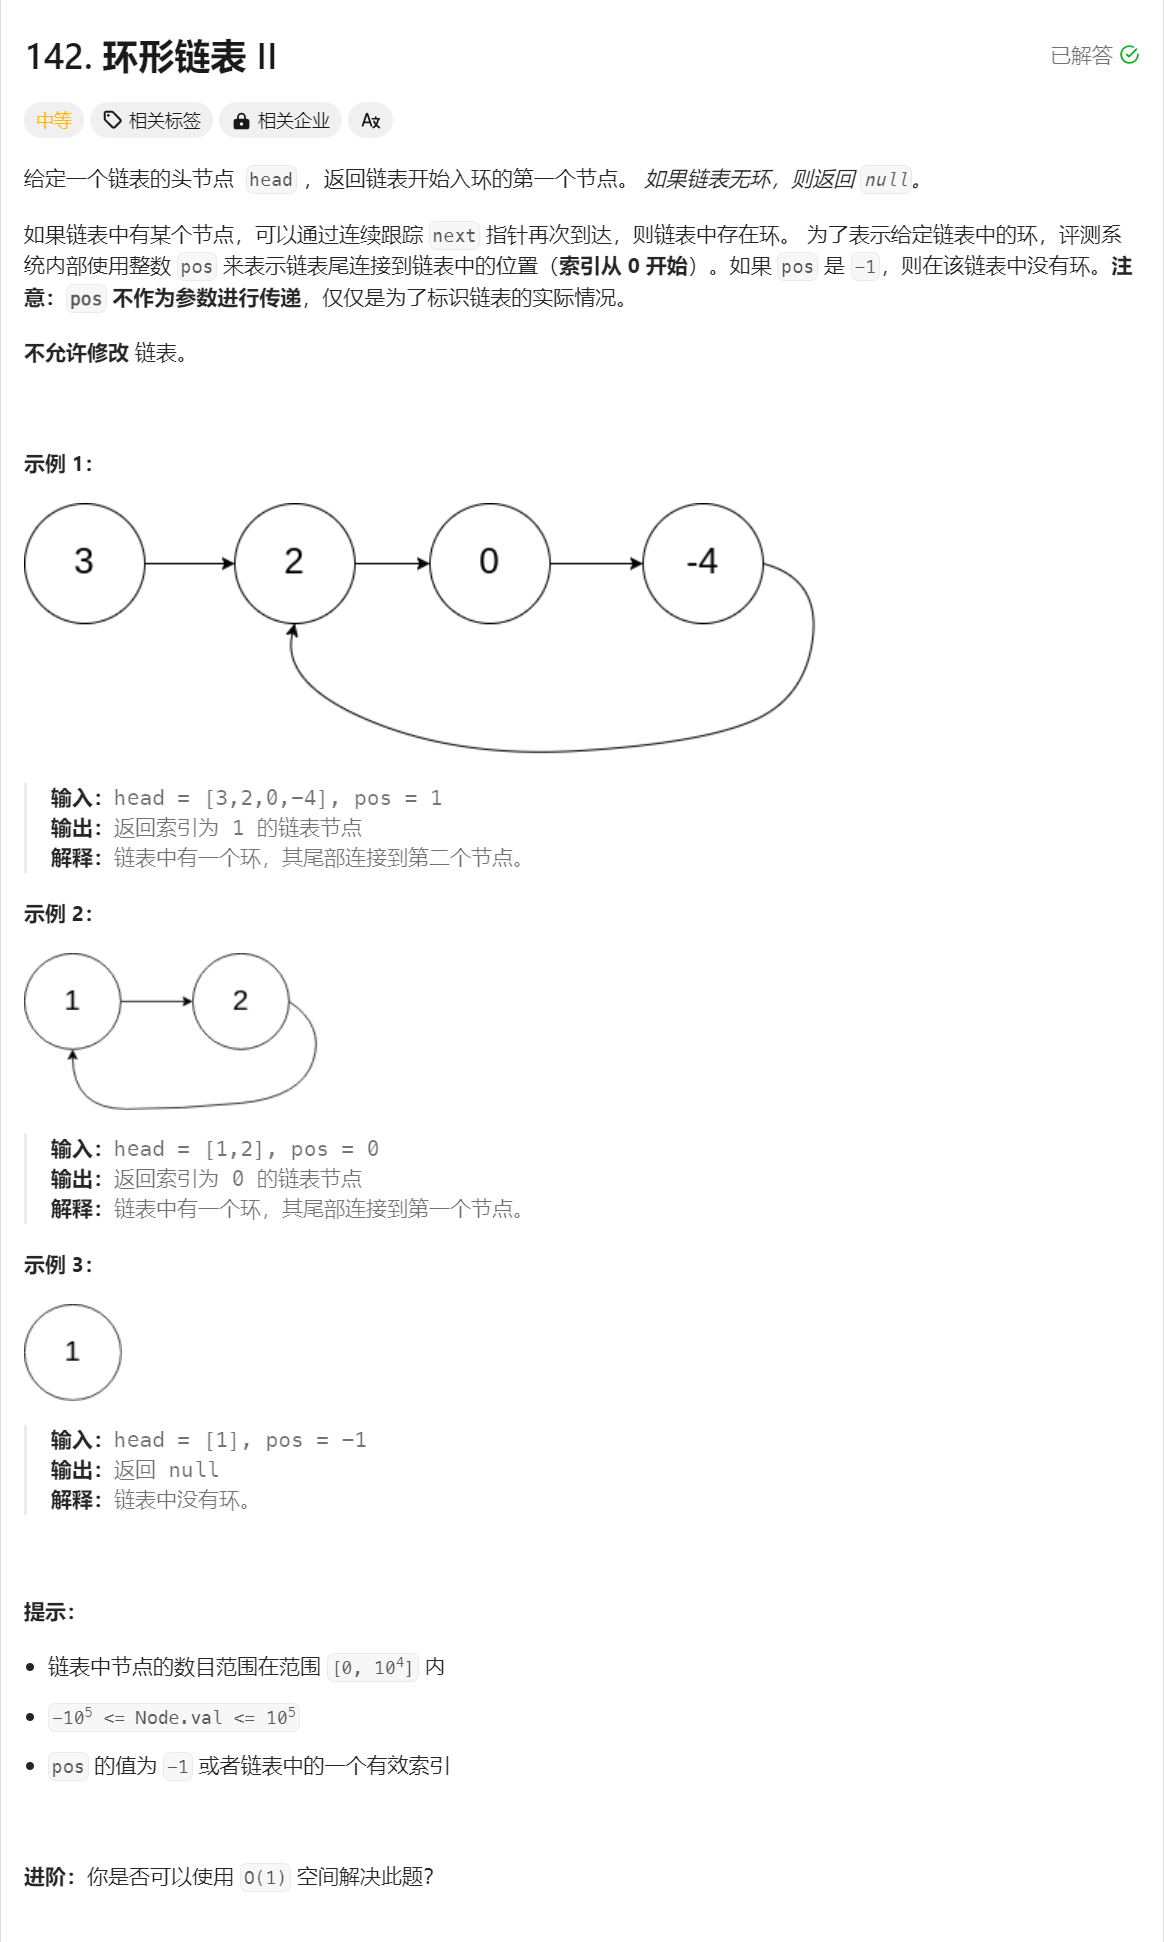 142. 环形链表 II
已解答
中等 相关标签 相关企业
给定一个链表的头节点 head ，返回链表开始入环的第一个节点。 如果链表无环，则返回 null。
如果链表中有某个节点，可以通过连续跟踪 next 指针再次到达，则链表中存在环。 为了表示给定链表中的环，评测系
统内部使用整数 pos 来表示链表尾连接到链表中的位置（索引从 0 开始）。如果 pos 是 -1，则在该链表中没有环。注
意：pos 不作为参数进行传递，仅仅是为了标识链表的实际情况。
不允许修改 链表。
示例 1：
3 2 0 -4
输入：head = [3,2,0,-4], pos = 1
输出：返回索引为 1 的链表节点
解释：链表中有一个环，其尾部连接到第二个节点。
示例 2：
1 2
输入：head = [1,2], pos = 0
输出：返回索引为 0 的链表节点
解释：链表中有一个环，其尾部连接到第一个节点。
示例 3：
1
输入：head = [1], pos = -1
输出：返回 null
解释：链表中没有环。
提示：
链表中节点的数目范围在范围 [0, 10⁴] 内
-10⁵ <= Node.val <= 10⁵
pos 的值为 -1 或者链表中的一个有效索引
进阶：你是否可以使用 O(1) 空间解决此题？